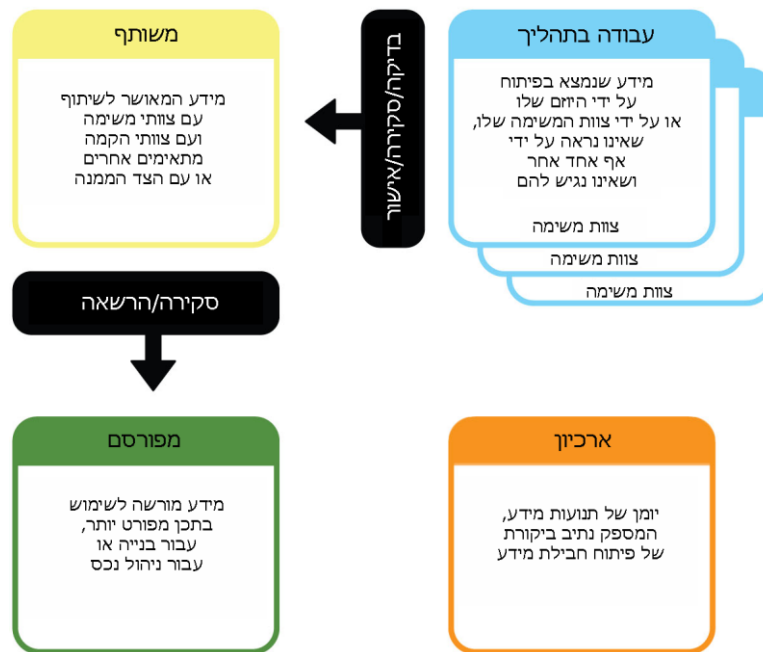 עבודה בתהליך
מידע שנמצא בפיתוח
על ידי היוזם שלו
או על ידי צוות המשימה שלו,
שאינו נראה על ידי
אף אחד אחר
ושאינו נגיש להם
צוות משימה
צוות משימה
צוות משימה
בדיקה/סקירה/אישור
משותף
מידע המאושר לשיתוף
עם צוותי משימה
ועם צוותי הקמה
מתאימים אחרים
או עם הצד הממנה
סקירה/הרשאה
מפורסם
מידע מורשה לשימוש
בתכן מפורט יותר,
עבור בנייה או
עבור ניהול נכס
ארכיון
יומן של תנועות מידע,
המספק נתיב ביקורת
של פיתוח חבילת מידע